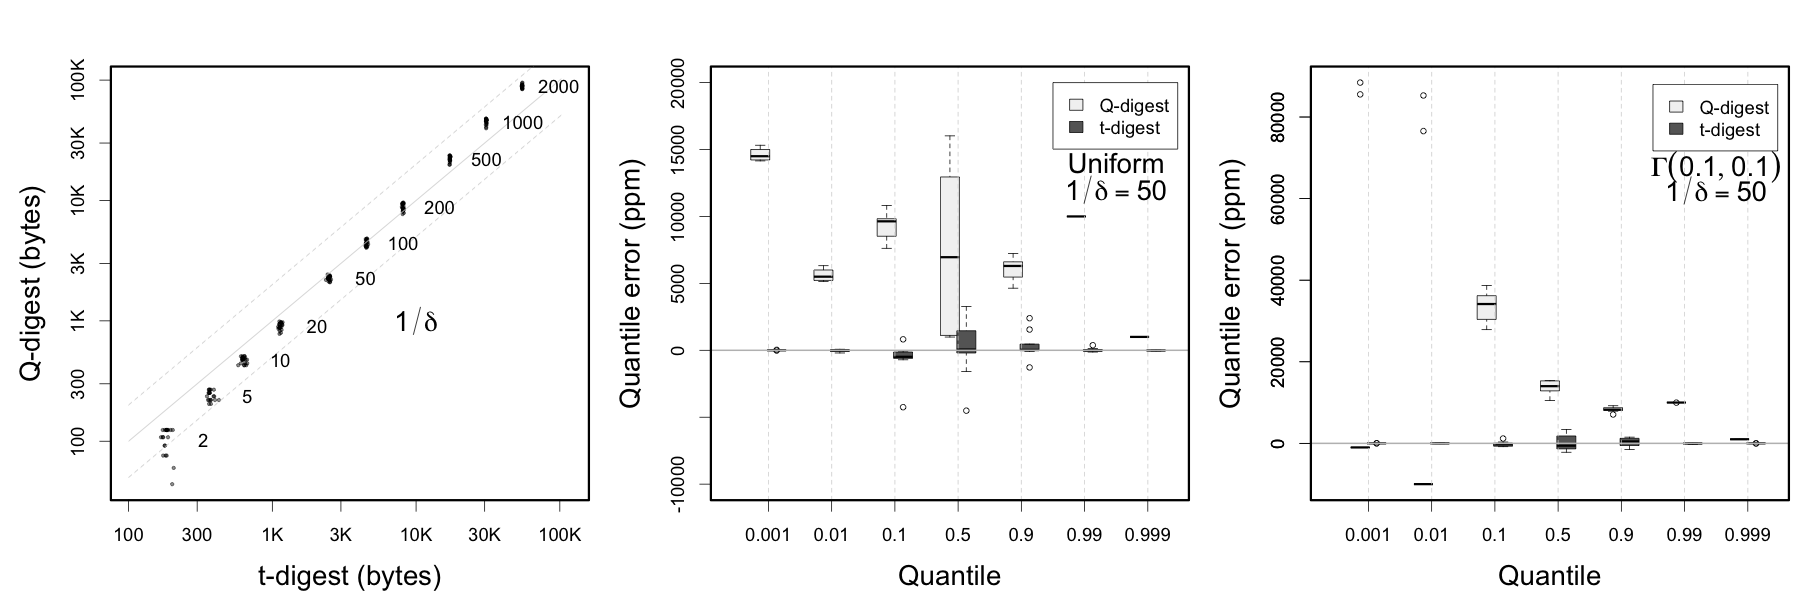 Q-digest (bytes)
100K
30K
10K
3K
1K
300
100
2000
1000
500
200
100
50
20
10
5
2
1/δ
100 300 1K 3K 10K 30K 100K
t-digest (bytes)
Quantile error (ppm)
20000
15000
10000
5000
0
-10000
Q-digest
t-digest
Uniform
1/δ = 50
0.001 0.01 0.1 0.5 0.9 0.99 0.999
Quantile
Quantile error (ppm)
80000
60000
40000
20000
0
Q-digest
t-digest
Γ(0.1, 0.1)
1/δ = 50
0.001 0.01 0.1 0.5 0.9 0.99 0.999
Quantile